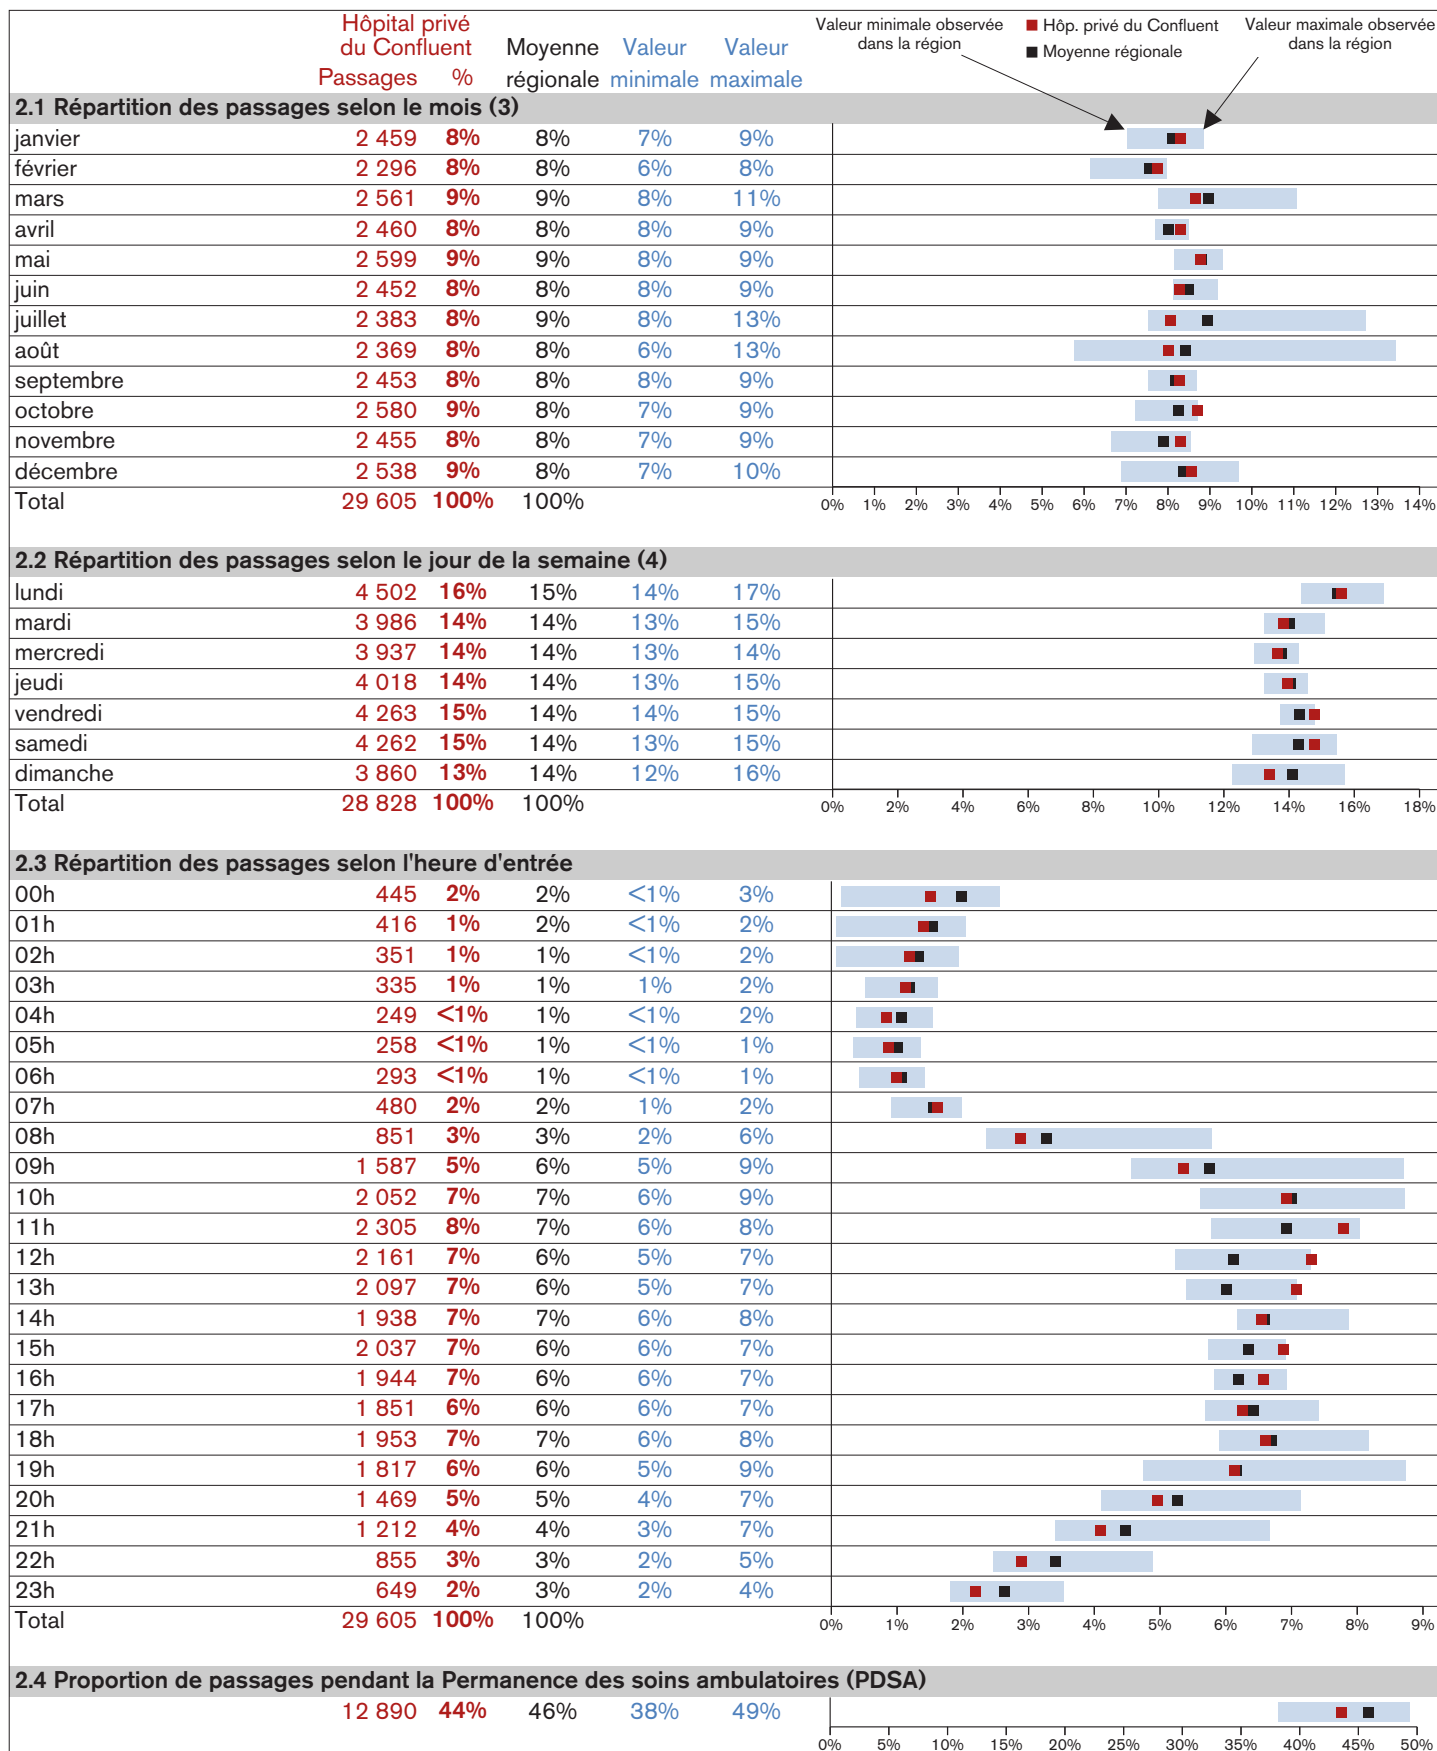 Hôpital privé du Confluent Moyenne régionale Valeur minimale Valeur maximale
Passages %
Valeur minimale observée dans la région
Hôp. privé du Confluent
Moyenne régionale
Valeur maximale observée dans la région
2.1 Répartition des passages selon le mois (3)
janvier 2 459 8% 8% 7% 9%
février 2 296 8% 8% 6% 8%
mars 2 561 9% 9% 8% 11%
avril 2 460 8% 8% 8% 9%
mai 2 599 9% 9% 8% 9%
juin 2 452 8% 8% 8% 9%
juillet 2 383 8% 9% 8% 13%
août 2 369 8% 8% 6% 13%
septembre 2 453 8% 8% 8% 9%
octobre 2 580 9% 8% 7% 9%
novembre 2 455 8% 8% 7% 9%
décembre 2 538 9% 8% 7% 10%
Total 29 605 100% 100%
0% 1% 2% 3% 4% 5% 6% 7% 8% 9% 10% 11% 12% 13% 14%
2.2 Répartition des passages selon le jour de la semaine (4)
lundi 4 502 16% 15% 14% 17%
mardi 3 986 14% 14% 13% 15%
mercredi 3 937 14% 14% 13% 14%
jeudi 4 018 14% 14% 13% 15%
vendredi 4 263 15% 14% 14% 15%
samedi 4 262 15% 14% 13% 15%
dimanche 3 860 13% 14% 12% 16%
Total 28 828 100% 100%
0% 2% 4% 6% 8% 10% 12% 14% 16% 18%
2.3 Répartition des passages selon l'heure d'entrée
00h 445 2% 2% <1% 3%
01h 416 1% 2% <1% 2%
02h 351 1% 1% <1% 2%
03h 335 1% 1% 1% 2%
04h 249 <1% 1% <1% 2%
05h 258 <1% 1% <1% 1%
06h 293 <1% 1% <1% 1%
07h 480 2% 2% 1% 2%
08h 851 3% 3% 2% 6%
09h 1 587 5% 6% 5% 9%
10h 2 052 7% 7% 6% 9%
11h 2 305 8% 7% 6% 8%
12h 2 161 7% 6% 5% 7%
13h 2 097 7% 6% 5% 7%
14h 1 938 7% 7% 6% 8%
15h 2 037 7% 6% 6% 7%
16h 1 944 7% 6% 6% 7%
17h 1 851 6% 6% 6% 7%
18h 1 953 7% 7% 6% 8%
19h 1 817 6% 6% 5% 9%
20h 1 469 5% 5% 4% 7%
21h 1 212 4% 4% 3% 7%
22h 855 3% 3% 2% 5%
23h 649 2% 3% 2% 4%
Total 29 605 100% 100%
0% 1% 2% 3% 4% 5% 6% 7% 8% 9%
2.4 Proportion de passages pendant la Permanence des soins ambulatoires (PDSA)
12 890 44% 46% 38% 49%
0% 5% 10% 15% 20% 25% 30% 35% 40% 45% 50%